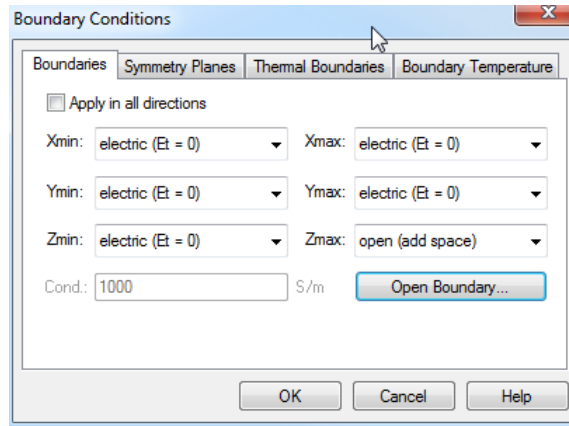 Boundary Conditions
Boundaries Symmetry Planes Thermal Boundaries Boundary Temperature
Apply in all directions
Xmin: electric (Et = 0) Xmax: electric (Et = 0)
Ymin: electric (Et = 0) Ymax: electric (Et = 0)
Zmin: electric (Et = 0) Zmax: open (add space)
Cond.: 1000 S/m Open Boundary...
OK Cancel Help